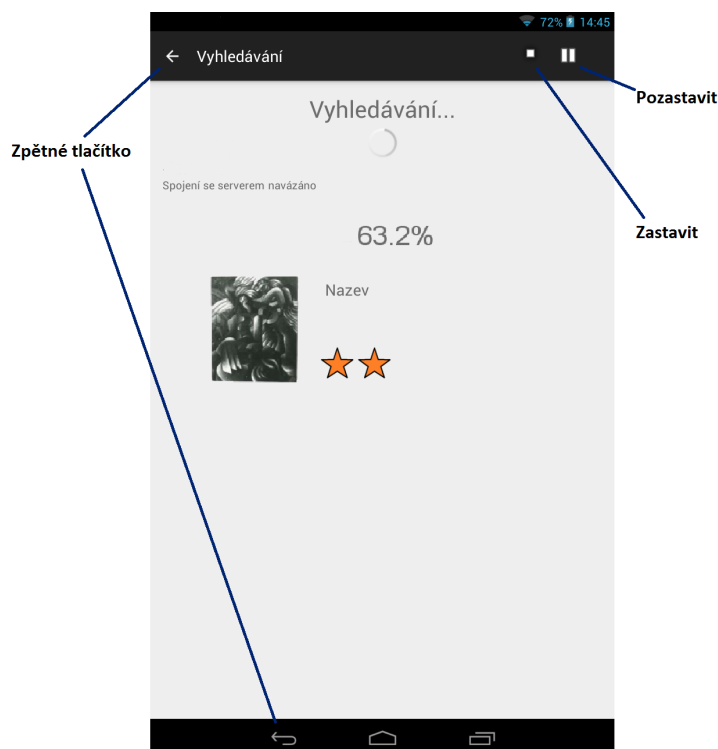 72% 14:45
Vyhledávání
Pozastavit
Vyhledávání...
Zpětné tlačítko
Spojení se serverem navázáno
Zastavit
63.2%
Nazev